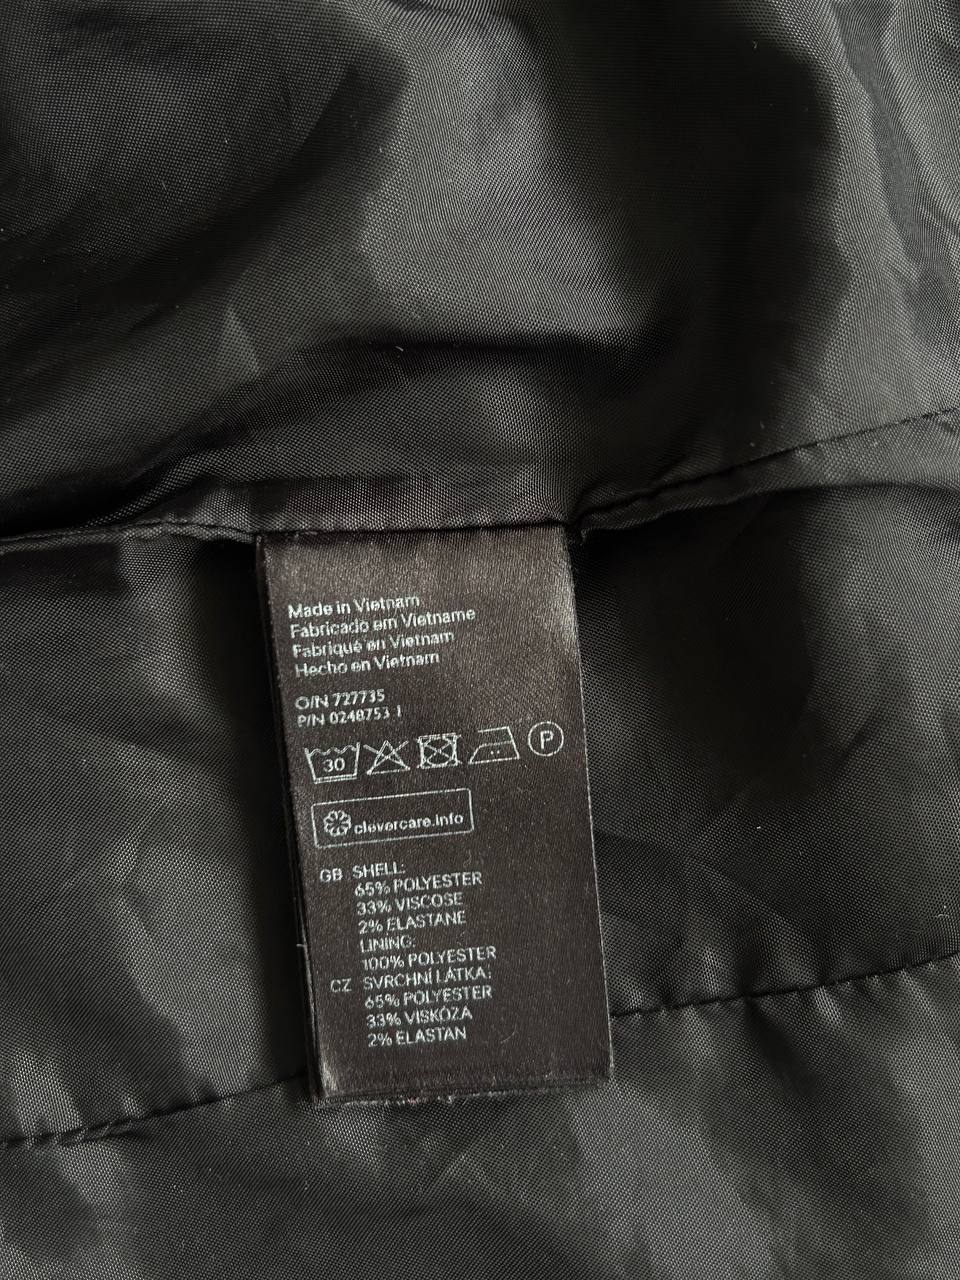 Made in Vietnam
Fabricado em Vietname
Fabriqué en Vietnam
Hecho en Vietnam
O/N 727735
P/N 0248753 1
30 P
clevercare.info
GB SHELL:
65% POLYESTER
33% VISCOSE
2% ELASTANE
LINING:
100% POLYESTER
CZ SVRCHNÍ LÁTKA:
65% POLYESTER
33% VISKÓZA
2% ELASTAN